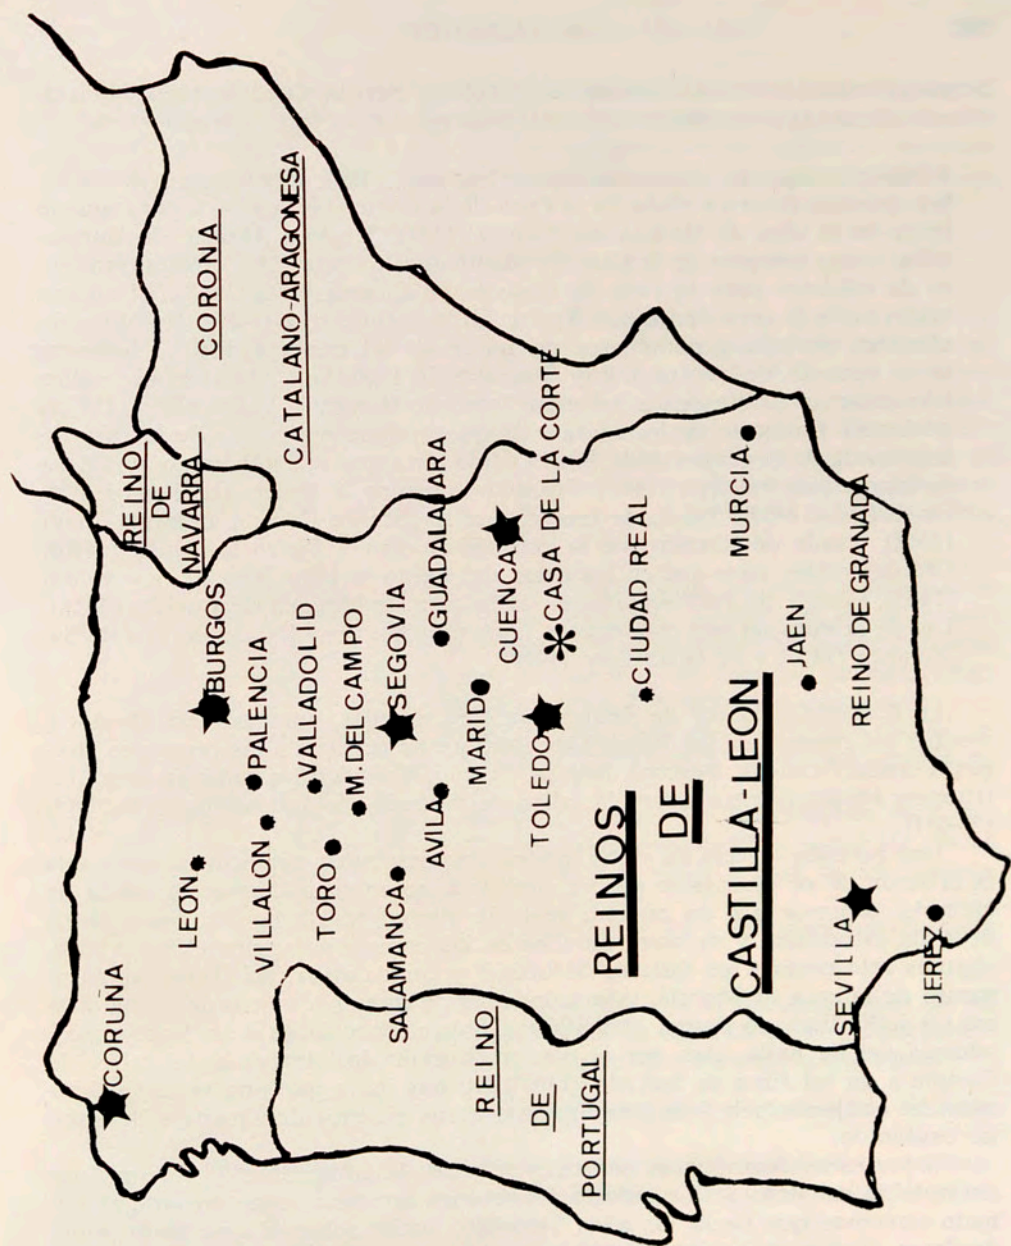 CORUÑA
LEON
BURGOS
PALENCIA
VILLALON
VALLADOLID
TORO
M. DEL CAMPO
SALAMANCA
SEGOVIA
AVILA
GUADALAJARA
MARID
CUENCA
TOLEDO
CASA DE LA CORTE
CIUDAD REAL
MURCIA
JAEN
SEVILLA
JEREZ
REINO DE GRANADA
REINO
DE
NAVARRA
CORONA
CATALANO-ARAGONESA
REINO
DE
PORTUGAL
REINOS
DE
CASTILLA-LEON